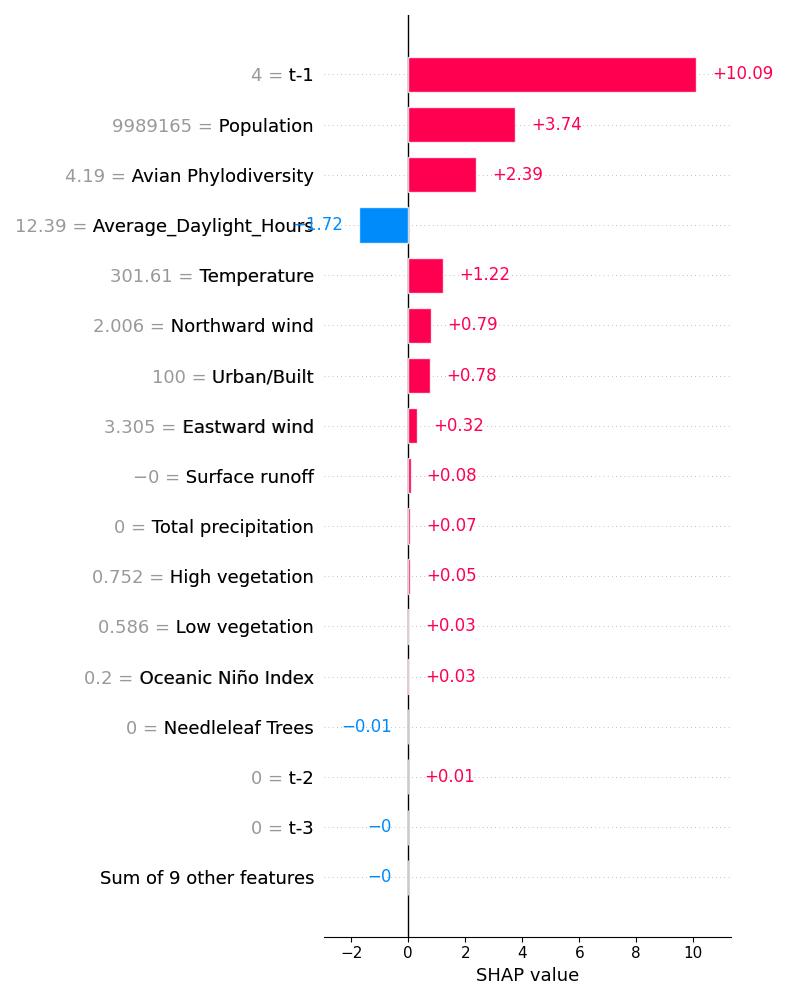 4 = t-1 +10.09
9989165 = Population +3.74
4.19 = Avian Phylodiversity +2.39
12.39 = Average_Daylight_Hours −1.72
301.61 = Temperature +1.22
2.006 = Northward wind +0.79
100 = Urban/Built +0.78
3.305 = Eastward wind +0.32
−0 = Surface runoff +0.08
0 = Total precipitation +0.07
0.752 = High vegetation +0.05
0.586 = Low vegetation +0.03
0.2 = Oceanic Niño Index +0.03
0 = Needleleaf Trees −0.01
0 = t-2 +0.01
0 = t-3 −0
Sum of 9 other features −0
−2 0 2 4 6 8 10
SHAP value